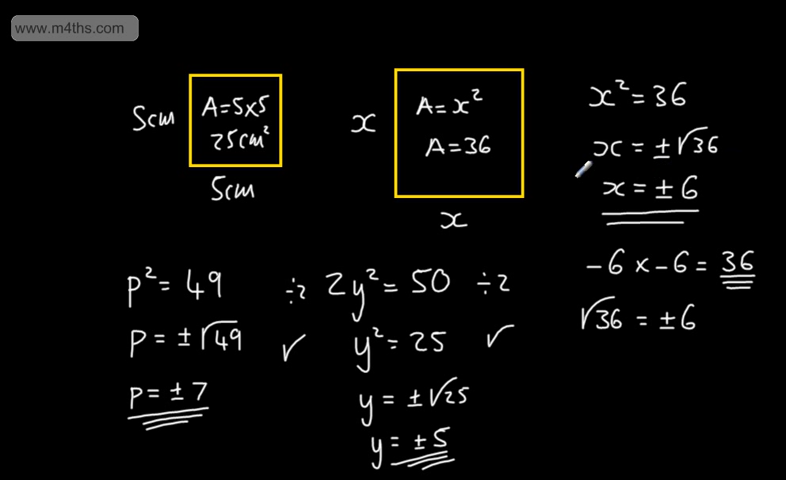 www.m4ths.com
5cm
A=5×5
25cm²
5cm
x
A=x²
A=36
x
x²=36
x=±√36
x=±6
-6×-6=36
√36=±6
p²=49
p=±√49
p=±7
÷2 2y²=50 ÷2
√ y²=25 √
y=±√25
y=±5